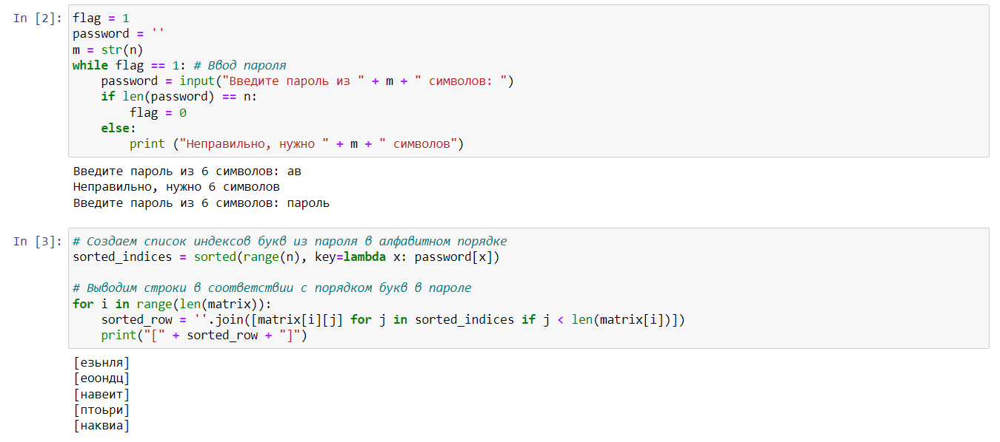 In [2]:
flag = 1
password = ''
m = str(n)
while flag == 1: # Ввод пароля
    password = input("Введите пароль из " + m + " символов: ")
    if len(password) == n:
        flag = 0
    else:
        print ("Неправильно, нужно " + m + " символов")
Введите пароль из 6 символов: ав
Неправильно, нужно 6 символов
Введите пароль из 6 символов: пароль
In [3]:
# Создаем список индексов букв из пароля в алфавитном порядке
sorted_indices = sorted(range(n), key=lambda x: password[x])
# Выводим строки в соответствии с порядком букв в пароле
for i in range(len(matrix)):
    sorted_row = ''.join([matrix[i][j] for j in sorted_indices if j < len(matrix[i])])
    print("[" + sorted_row + "]")
[езьнля]
[еоондц]
[навеит]
[птоьри]
[наквиа]